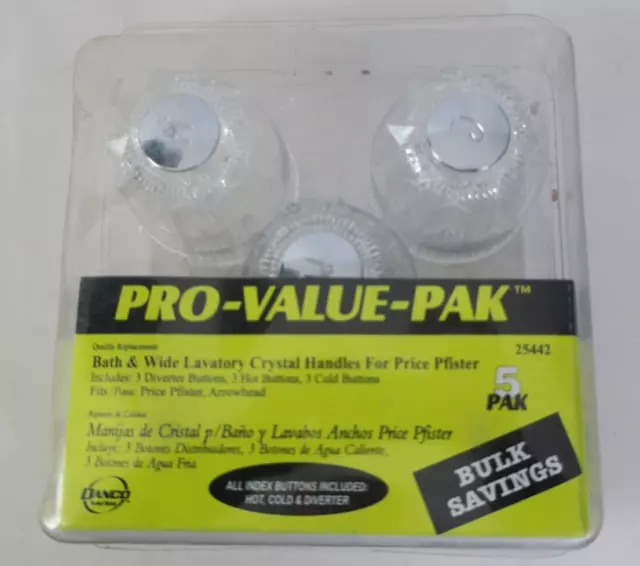 PRO-VALUE-PAK™
Quality Replacement
25442
Bath & Wide Lavatory Crystal Handles For Price Pfister
Includes: 3 Diverter Buttons, 3 Hot Buttons, 3 Cold Buttons
Fits/Para: Price Pfister, Arrowhead
5
PAK
Repuesto de Calidad
Manijas de Cristal p/Baño y Lavabos Anchos Price Pfister
Incluye: 3 Botones Distribuidores, 3 Botones de Agua Caliente,
3 Botones de Agua Fria
BULK
SAVINGS
DANCO
ALL INDEX BUTTONS INCLUDED:
HOT, COLD & DIVERTER